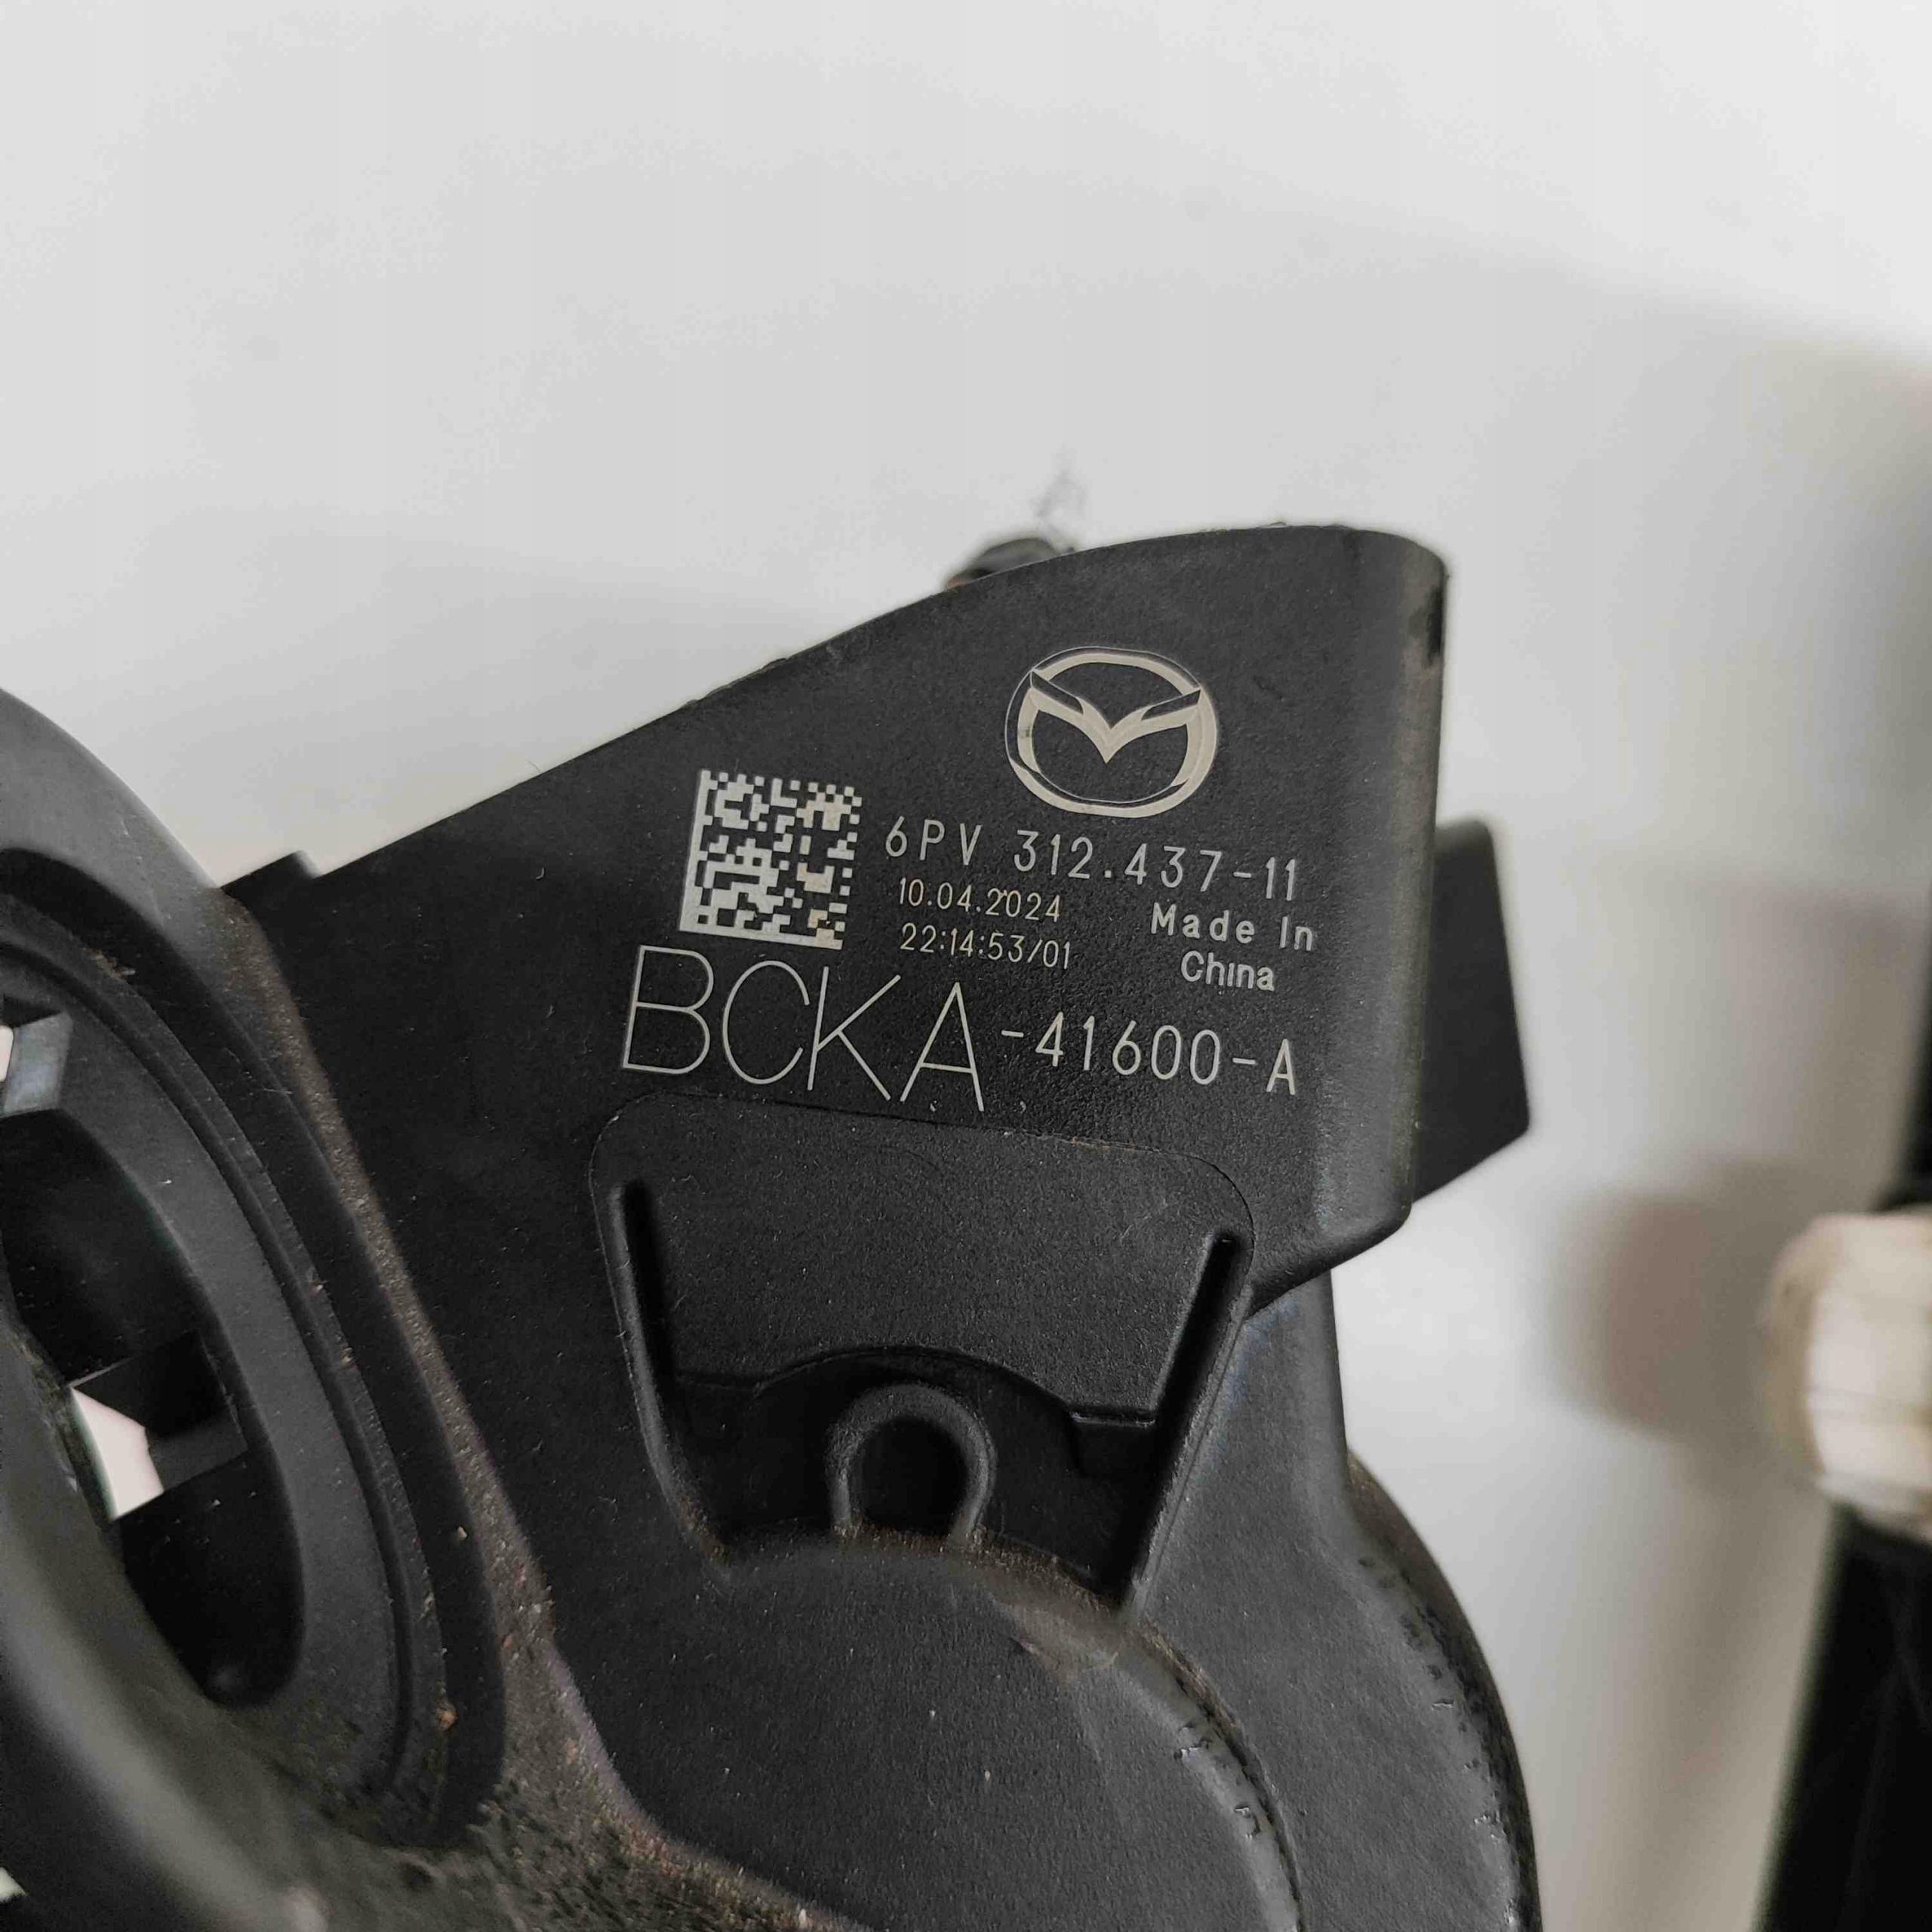 6PV 312.437-11
10.04.2024
Made In
22:14:53/01
China
BCKA-41600-A